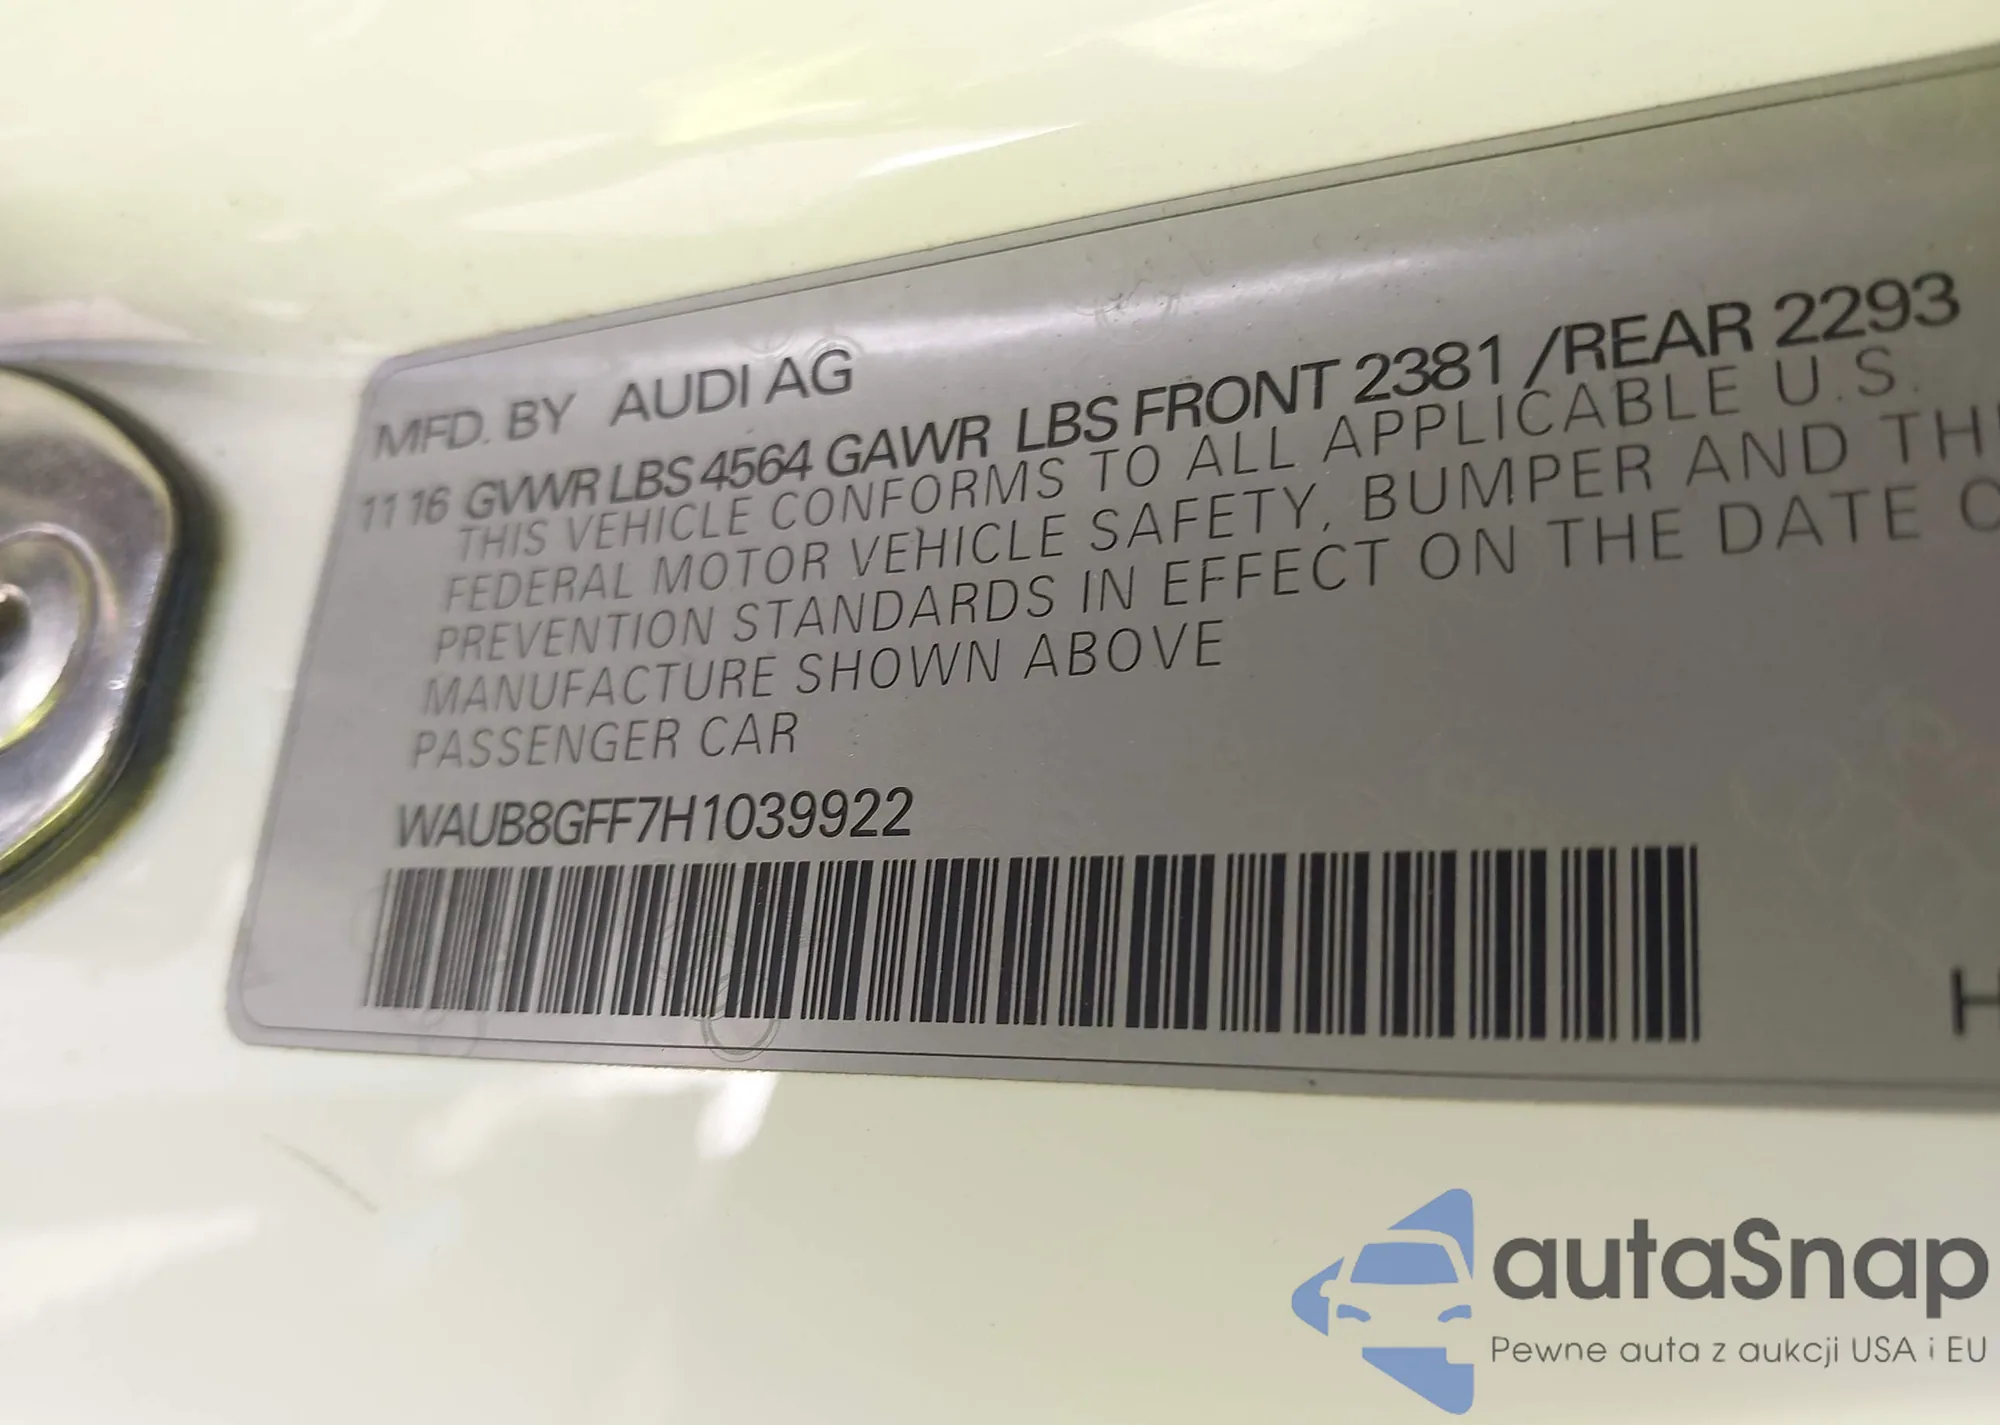 MFD. BY AUDI AG
11 16 GVWR LBS 4564 GAWR LBS FRONT 2381 /REAR 2293
THIS VEHICLE CONFORMS TO ALL APPLICABLE U.S.
FEDERAL MOTOR VEHICLE SAFETY, BUMPER AND
PREVENTION STANDARDS IN EFFECT ON THE DATE
MANUFACTURE SHOWN ABOVE
PASSENGER CAR
WAUB8GFF7H1039922
autaSnap
Pewne auta z aukcji USA i EU